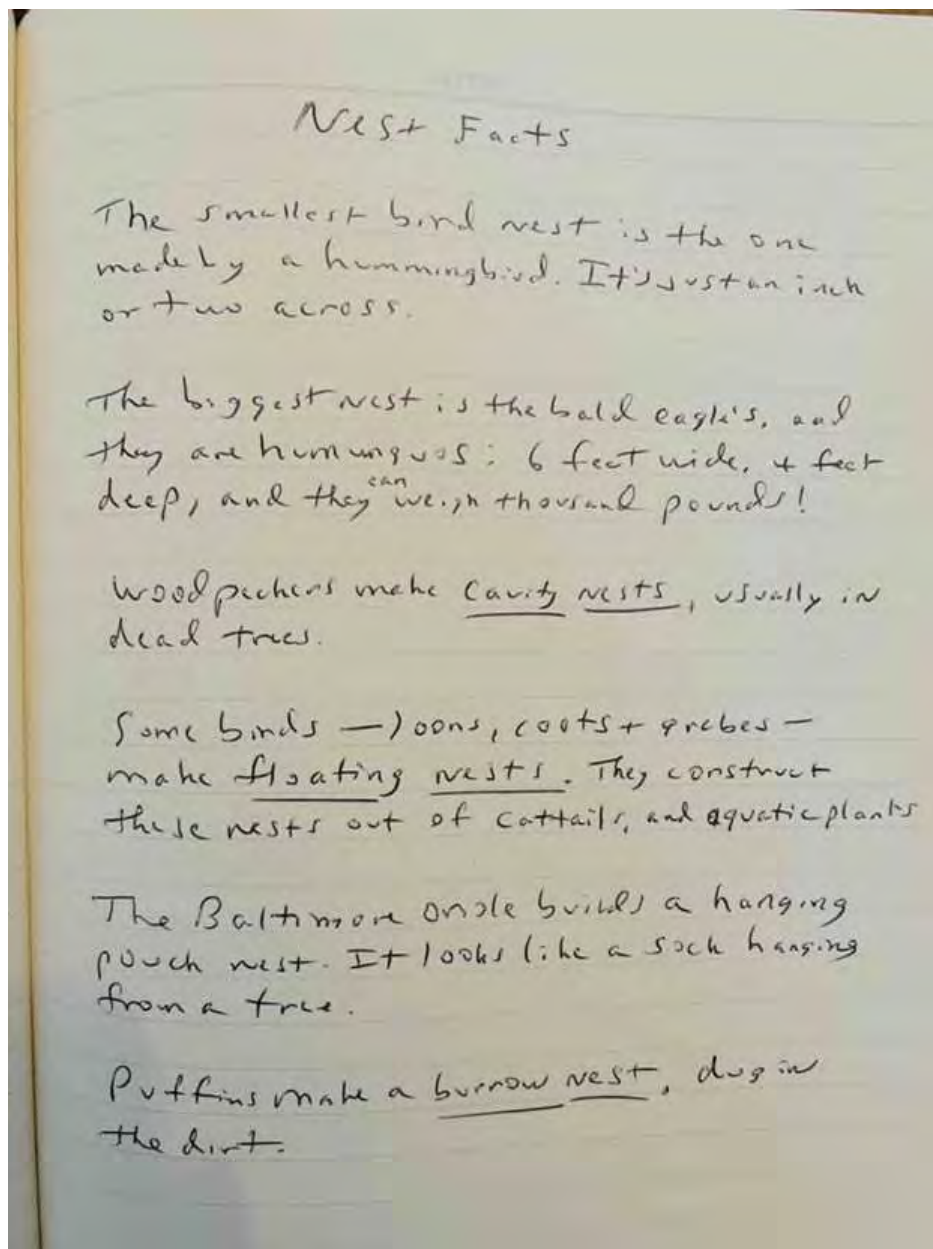 Nest Facts
The smallest bird nest is the one
made by a hummingbird. It's just an inch
or two across.
The biggest nest is the bald eagle's, and
they are humunguos: 6 feet wide, 4 feet
deep, and they can weigh thousand pounds!
Woodpeckers make cavity nests, usually in
dead trees.
Some birds — loons, coots + grebes —
make floating nests. They construct
these nests out of cattails, and aquatic plants
The Baltimore oriole builds a hanging
pouch nest. It looks like a sock hanging
from a tree.
Puffins make a burrow nest, dug in
the dirt.